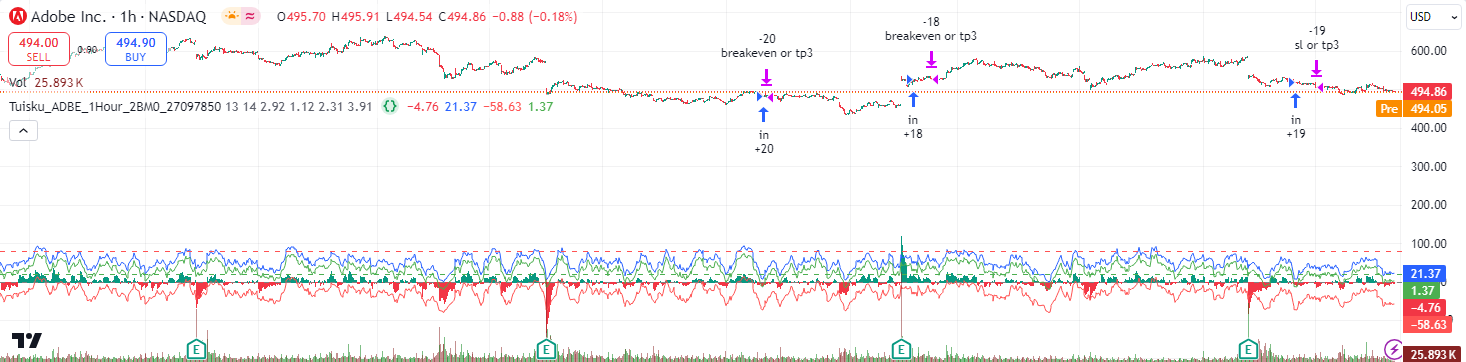 Adobe Inc. · 1h · NASDAQ
O495.70 H495.91 L494.54 C494.86 −0.88 (−0.18%)
USD
494.00
SELL
0.90
494.90
BUY
Vol 25.893 K
Tuisku_ADBE_1Hour_2BM0_27097850 13 14 2.92 1.12 2.31 3.91 {} −4.76 21.37 −58.63 1.37
-20
breakeven or tp3
in
+20
-18
breakeven or tp3
in
+18
-19
sl or tp3
in
+19
600.00
494.86
Pre 494.05
400.00
300.00
200.00
100.00
21.37
1.37
−4.76
−58.63
25.893 K
E
E
E
E